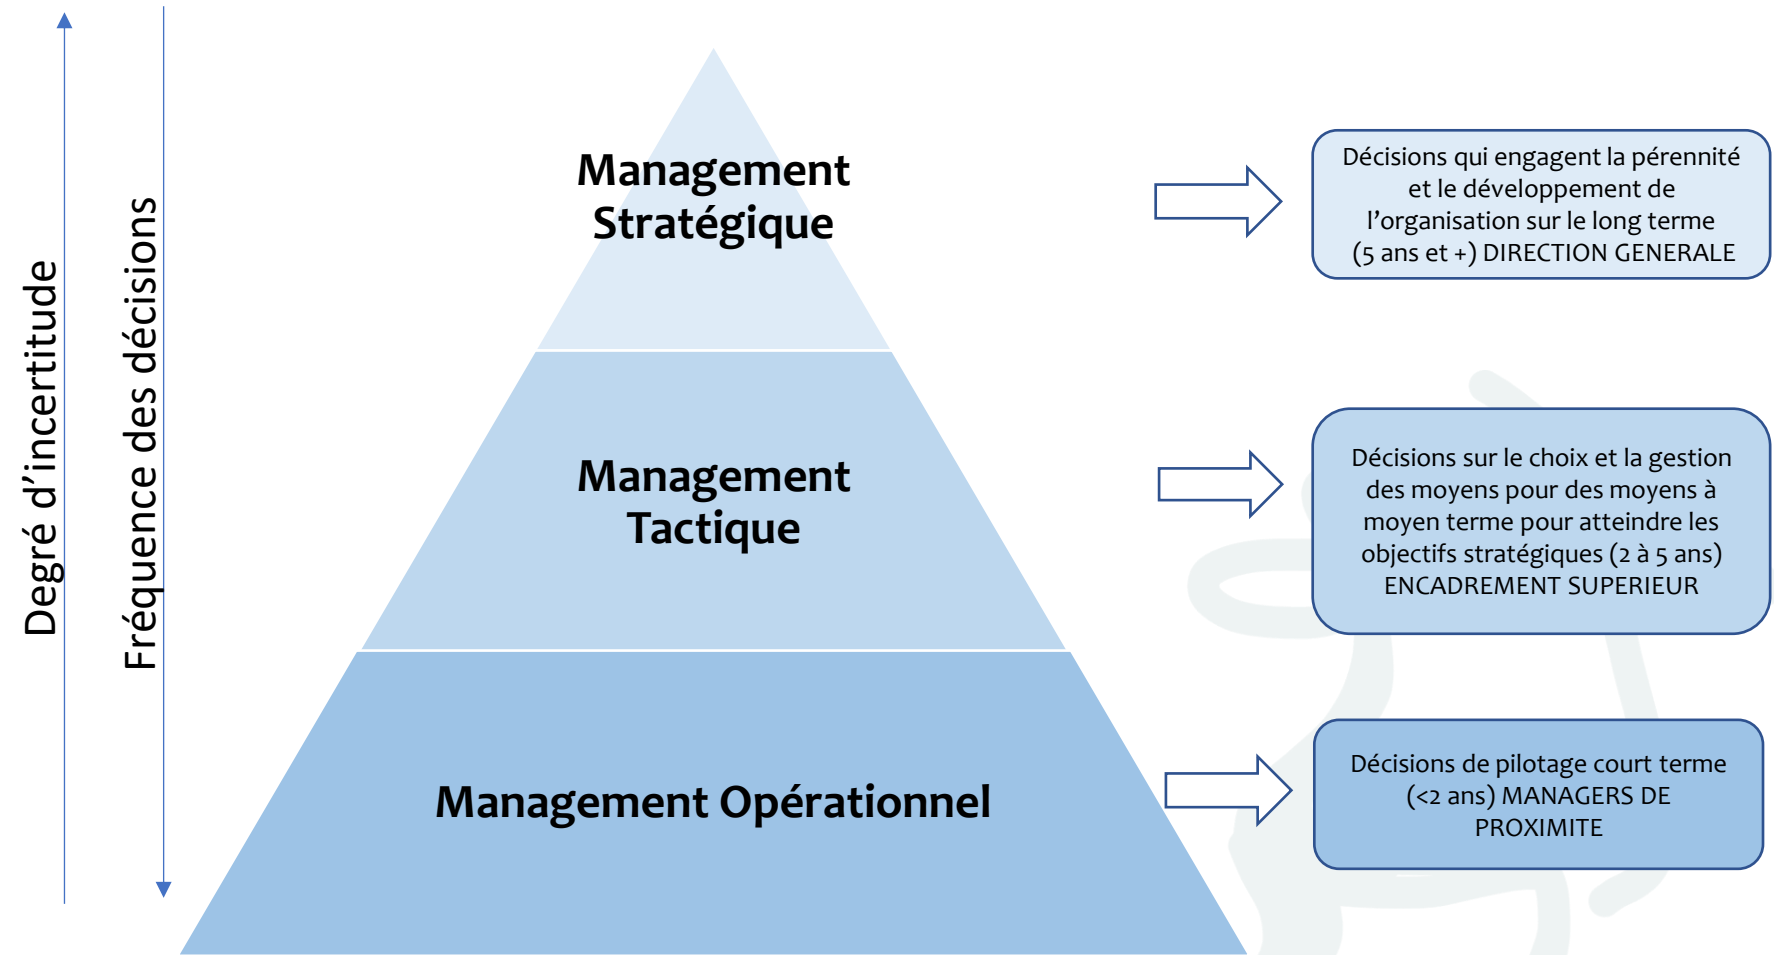 Degré d'incertitude
Fréquence des décisions
Management
Stratégique
Décisions qui engagent la pérennité
et le développement de
l'organisation sur le long terme
(5 ans et +) DIRECTION GENERALE
Management
Tactique
Décisions sur le choix et la gestion
des moyens pour des moyens à
moyen terme pour atteindre les
objectifs stratégiques (2 à 5 ans)
ENCADREMENT SUPERIEUR
Management Opérationnel
Décisions de pilotage court terme
(<2 ans) MANAGERS DE
PROXIMITE